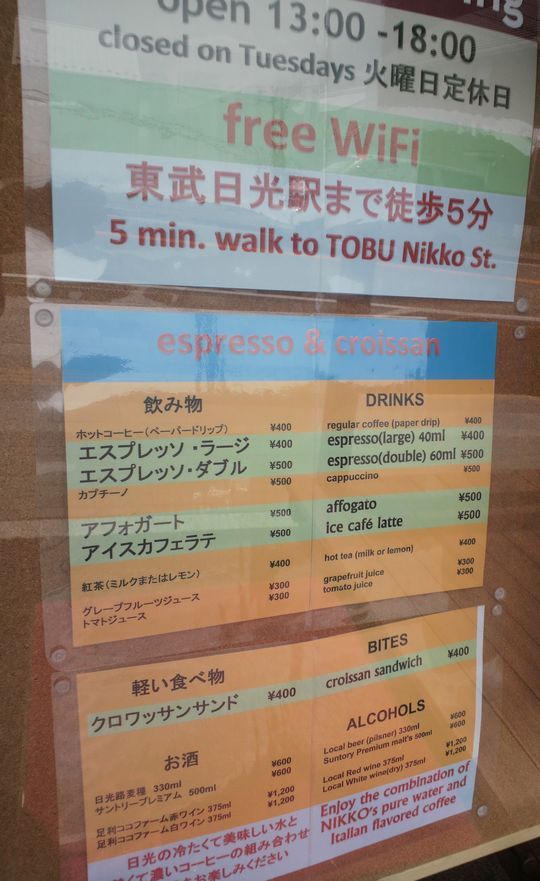 open 13:00 -18:00
closed on Tuesdays 火曜日定休日
free WiFi
東武日光駅まで徒歩5分
5 min. walk to TOBU Nikko St.
espresso & croissan
飲み物
ホットコーヒー（ペーパードリップ） ¥400
エスプレッソ・ラージ ¥400
エスプレッソ・ダブル ¥500
カプチーノ ¥500
アフォガート ¥500
アイスカフェラテ ¥500
紅茶（ミルクまたはレモン） ¥400
グレープフルーツジュース ¥300
トマトジュース ¥300
DRINKS
regular coffee (paper drip) ¥400
espresso(large) 40ml ¥400
espresso(double) 60ml ¥500
cappuccino ¥500
affogato ¥500
ice café latte ¥500
hot tea (milk or lemon) ¥400
grapefruit juice ¥300
tomato juice ¥300
軽い食べ物
クロワッサンサンド ¥400
お酒
日光路麦種 330ml ¥600
サントリープレミアム 500ml ¥600
足利ココファーム赤ワイン 375ml ¥1,200
足利ココファーム白ワイン 375ml ¥1,200
日光の冷たくて美味しい水と
くて濃いコーヒーの組み合わせ
お楽しみください
BITES
croissan sandwich ¥400
ALCOHOLS
Local beer (pilsner) 330ml ¥600
Suntory Premium malt's 500ml ¥600
Local Red wine 375ml ¥1,200
Local White wine(dry) 375ml ¥1,200
Enjoy the combination of
NIKKO's pure water and
Italian flavored coffee